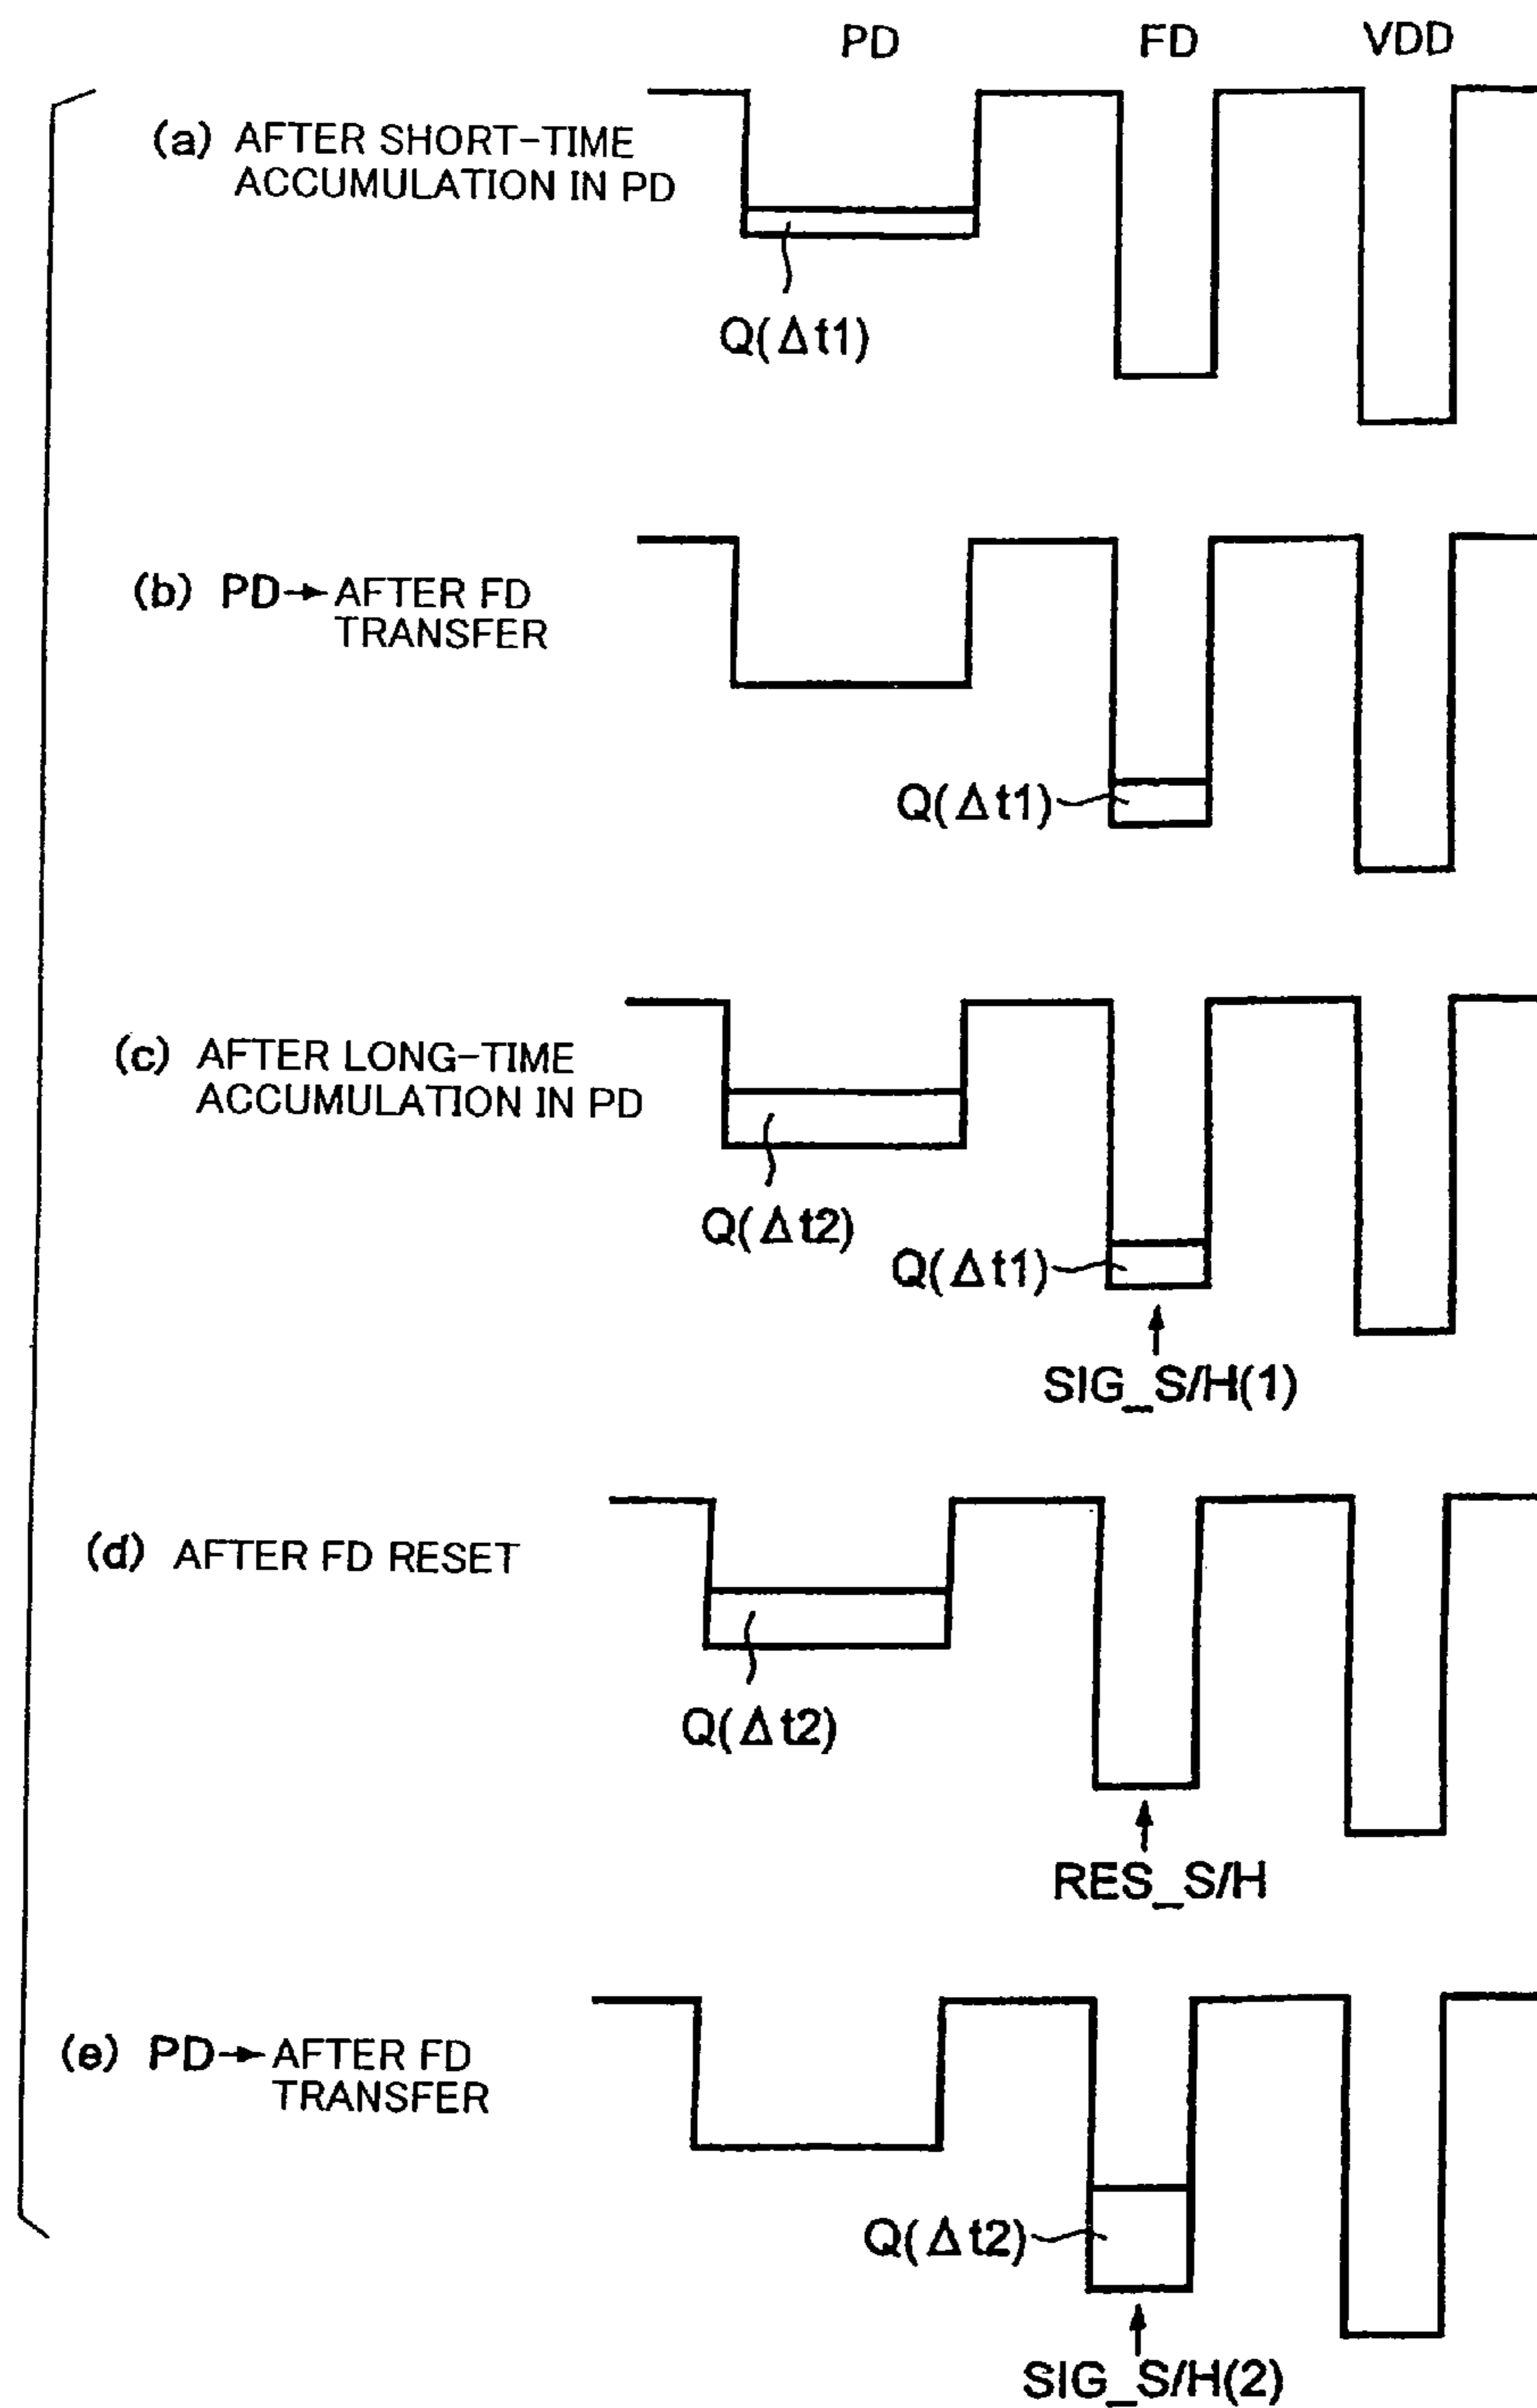 PD FD VDD
(a) AFTER SHORT-TIME
ACCUMULATION IN PD
Q(Δt1)
(b) PD→AFTER FD
TRANSFER
Q(Δt1)
(c) AFTER LONG-TIME
ACCUMULATION IN PD
Q(Δt2)
Q(Δt1)
SIG_S/H(1)
(d) AFTER FD RESET
Q(Δt2)
RES_S/H
(e) PD→AFTER FD
TRANSFER
Q(Δt2)
SIG_S/H(2)